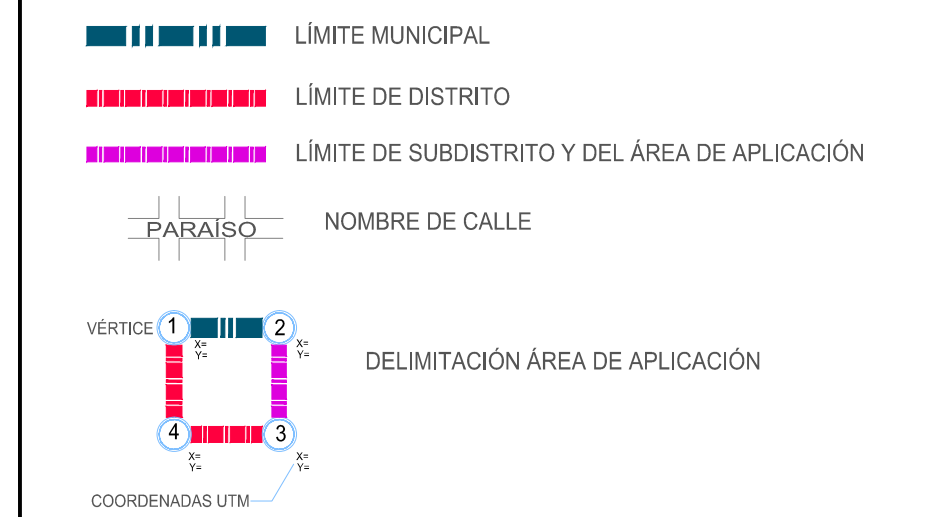 LÍMITE MUNICIPAL
LÍMITE DE DISTRITO
LÍMITE DE SUBDISTRITO Y DEL ÁREA DE APLICACIÓN
PARAÍSO
NOMBRE DE CALLE
VÉRTICE
1
2
X=
Y=
X=
Y=
DELIMITACIÓN ÁREA DE APLICACIÓN
4
3
X=
Y=
X=
Y=
COORDENADAS UTM